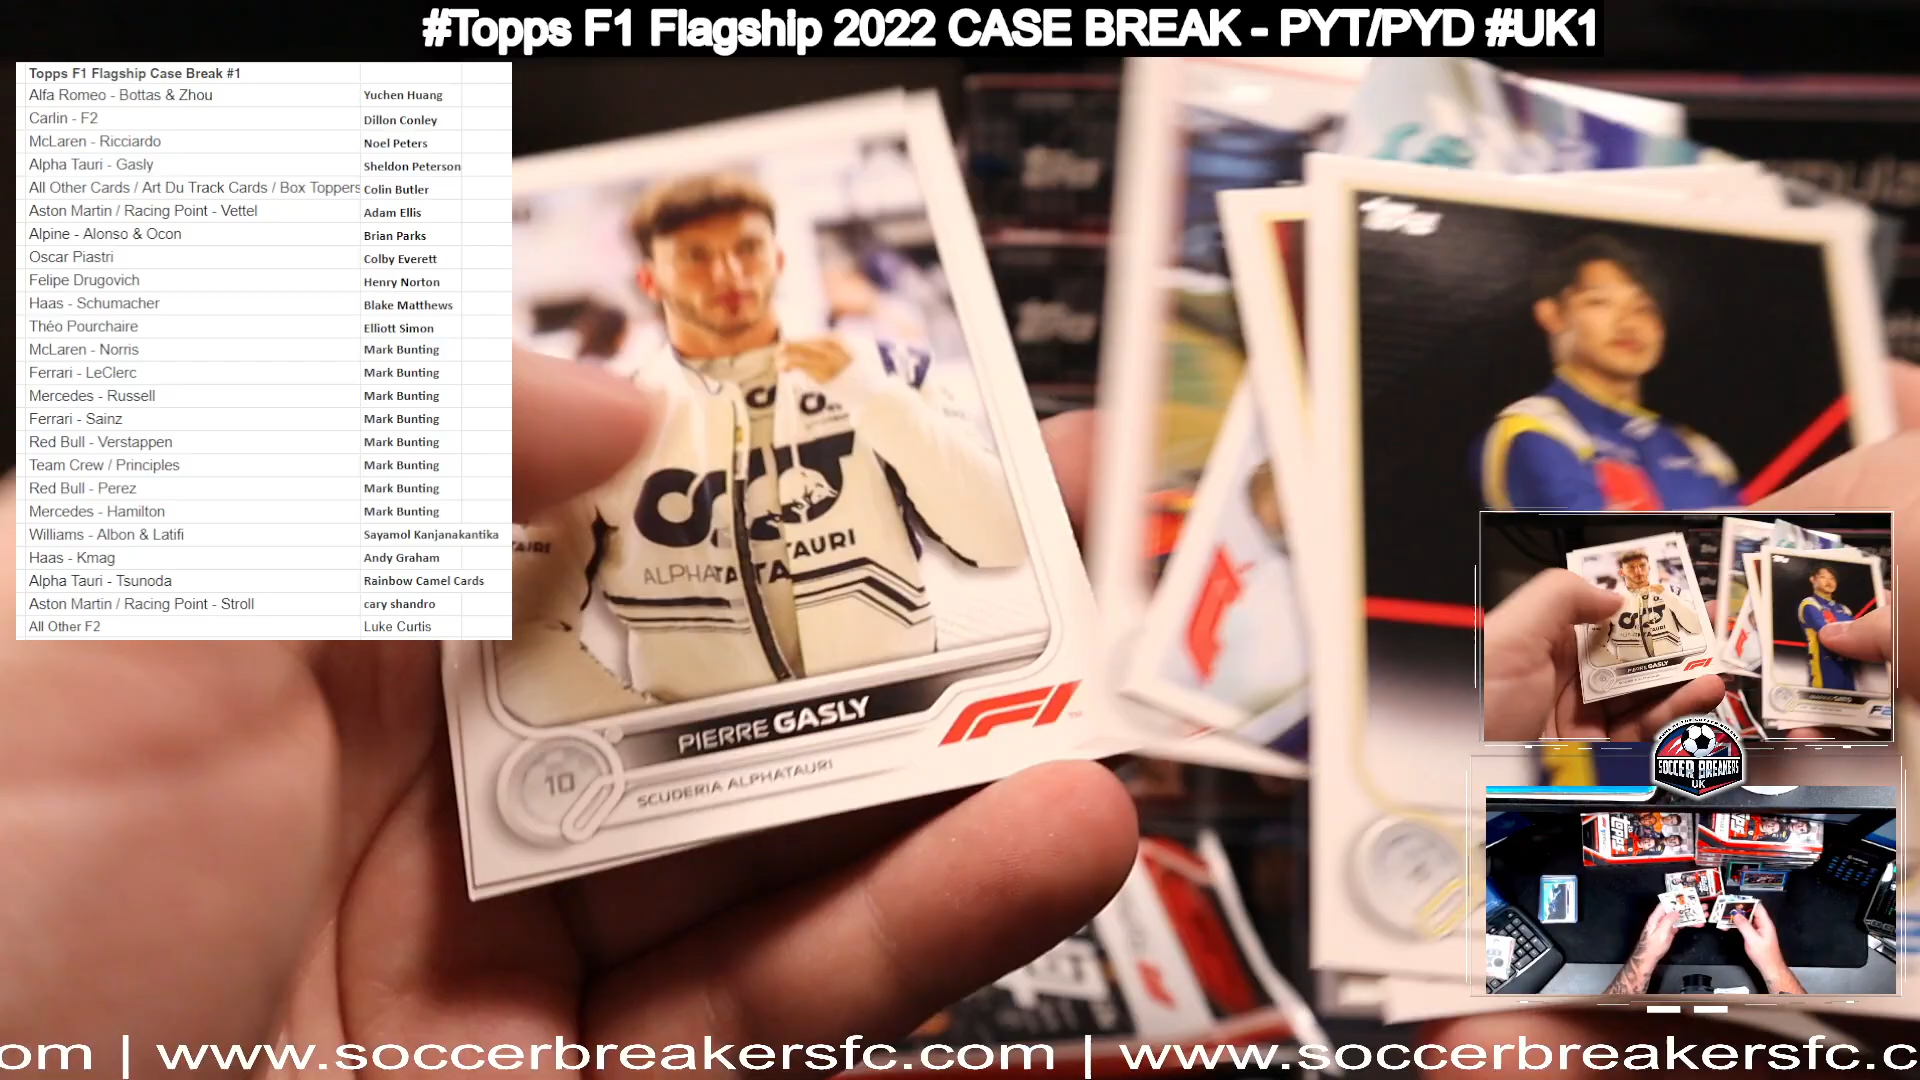 #Topps F1 Flagship 2022 CASE BREAK - PYT/PYD #UK1
Topps F1 Flagship Case Break #1
Alfa Romeo - Bottas & Zhou Yuchen Huang
Carlin - F2 Dillon Conley
McLaren - Ricciardo Noel Peters
Alpha Tauri - Gasly Sheldon Peterson
All Other Cards / Art Du Track Cards / Box Toppers Colin Butler
Aston Martin / Racing Point - Vettel Adam Ellis
Alpine - Alonso & Ocon Brian Parks
Oscar Piastri Colby Everett
Felipe Drugovich Henry Norton
Haas - Schumacher Blake Matthews
Théo Pourchaire Elliott Simon
McLaren - Norris Mark Bunting
Ferrari - LeClerc Mark Bunting
Mercedes - Russell Mark Bunting
Ferrari - Sainz Mark Bunting
Red Bull - Verstappen Mark Bunting
Team Crew / Principles Mark Bunting
Red Bull - Perez Mark Bunting
Mercedes - Hamilton Mark Bunting
Williams - Albon & Latifi Sayamol Kanjanakantika
Haas - Kmag Andy Graham
Alpha Tauri - Tsunoda Rainbow Camel Cards
Aston Martin / Racing Point - Stroll cary shandro
All Other F2 Luke Curtis
ALPHATAURI
PIERRE GASLY
F1
10
SCUDERIA ALPHATAURI
topps
PIERRE GASLY
F1
SOCCER BREAKERS
UK
topps
topps
om | www.soccerbreakersfc.com | www.soccerbreakersfc.c